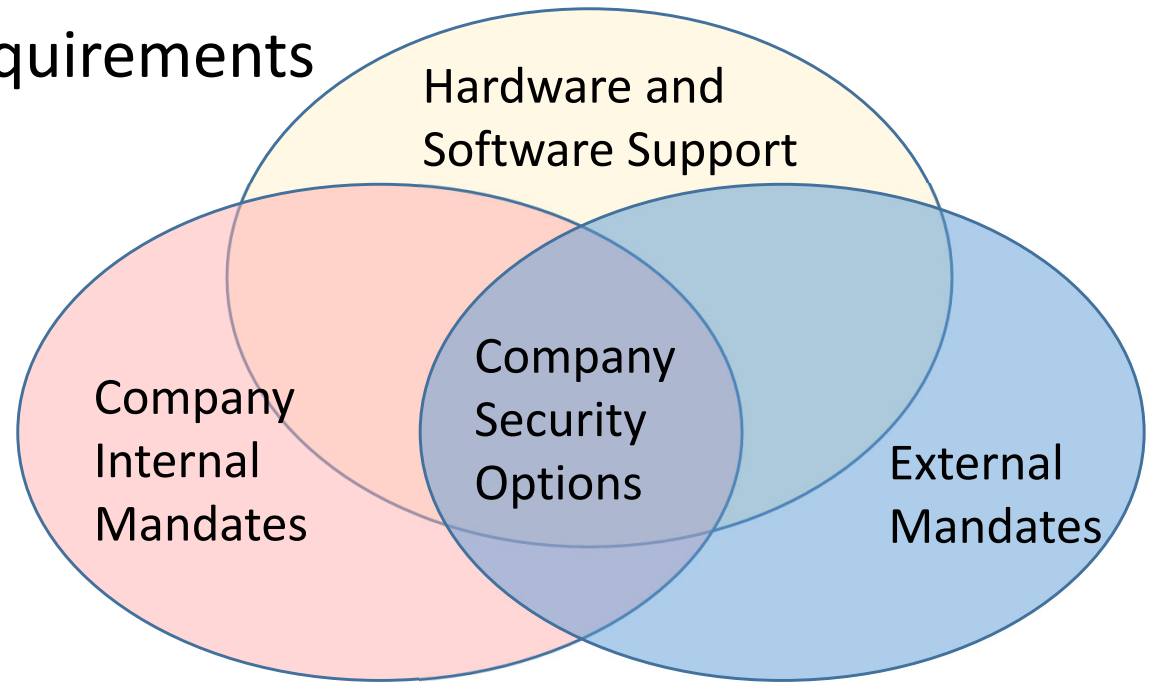 quirements
Hardware and
Software Support
Company
Internal
Mandates
Company
Security
Options
External
Mandates